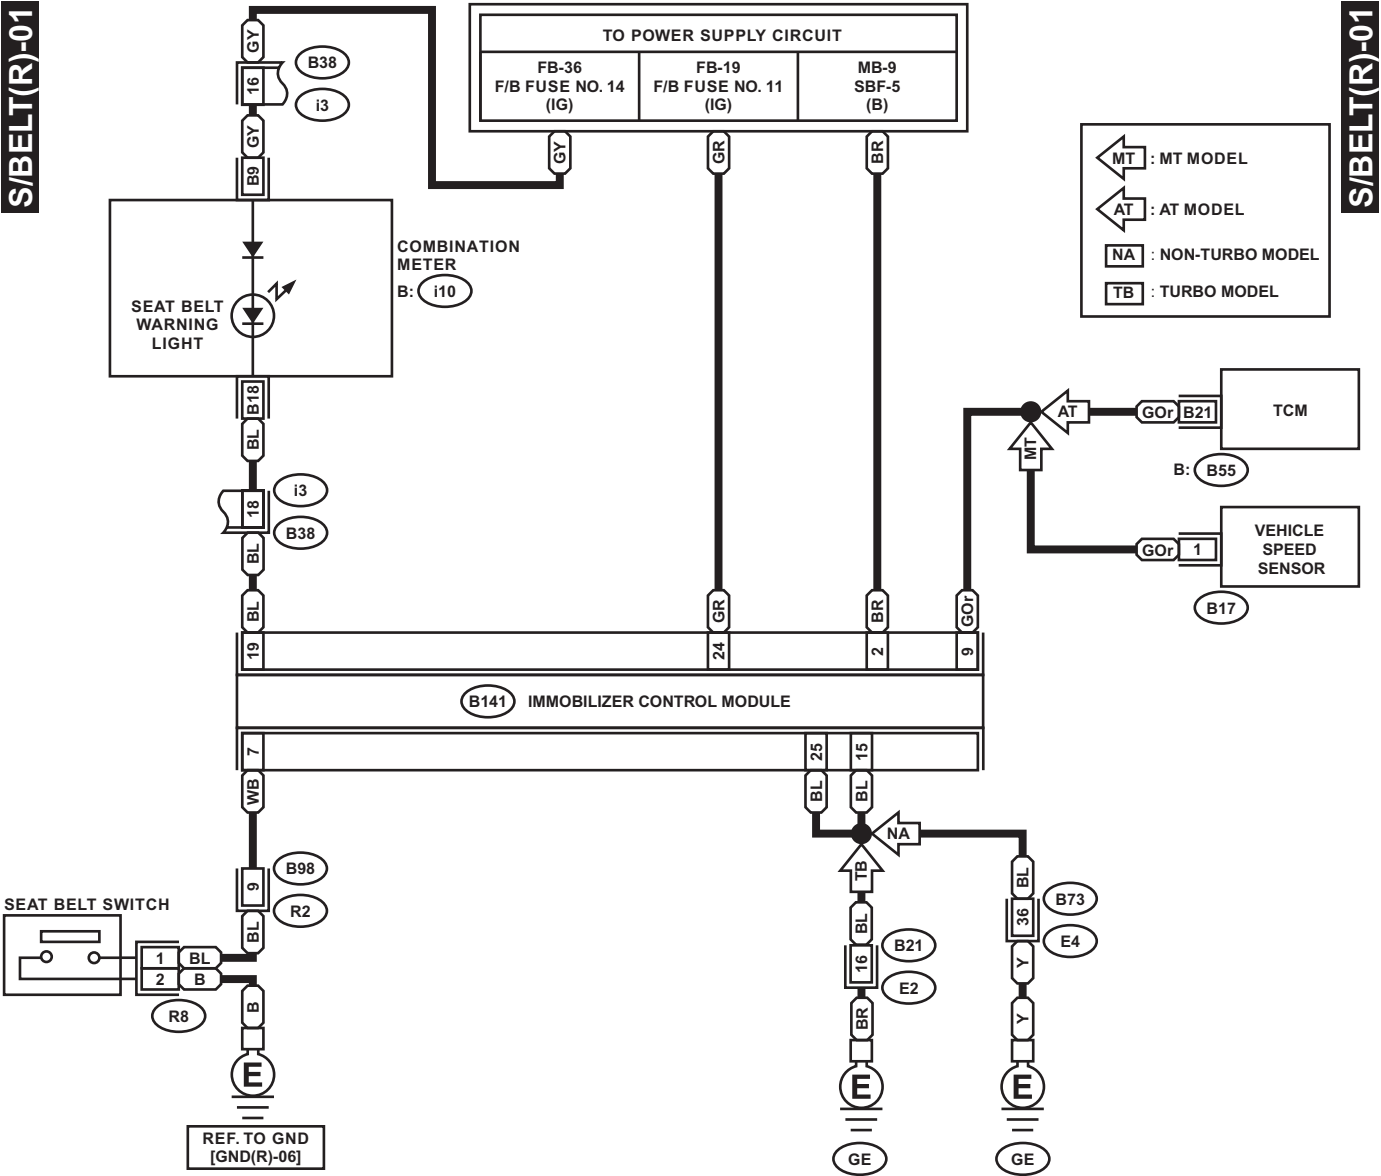 S/BELT(R)-01
S/BELT(R)-01
TO POWER SUPPLY CIRCUIT
FB-36
F/B FUSE NO. 14
(IG)
FB-19
F/B FUSE NO. 11
(IG)
MB-9
SBF-5
(B)
GY
16
B38
i3
GY
B9
GY
GR
BR
MT : MT MODEL
AT : AT MODEL
NA : NON-TURBO MODEL
TB : TURBO MODEL
COMBINATION
METER
B: i10
SEAT BELT
WARNING
LIGHT
B18
BL
18
i3
B38
BL
BL
AT
MT
GOr
B21
TCM
B: B55
GOr
1
VEHICLE
SPEED
SENSOR
B17
GR
BR
GOr
19
24
2
9
B141 IMMOBILIZER CONTROL MODULE
7
25
15
WB
BL
BL
NA
TB
9
B98
R2
BL
SEAT BELT SWITCH
1
BL
2
B
R8
B
E
REF. TO GND
[GND(R)-06]
BL
16
B21
E2
BR
E
GE
BL
36
B73
E4
Y
Y
E
GE